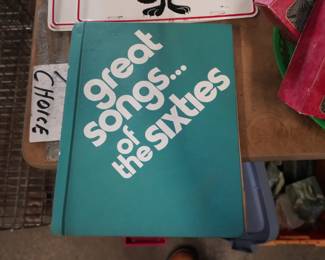 great
songs...
of
the sixties
CHOICE